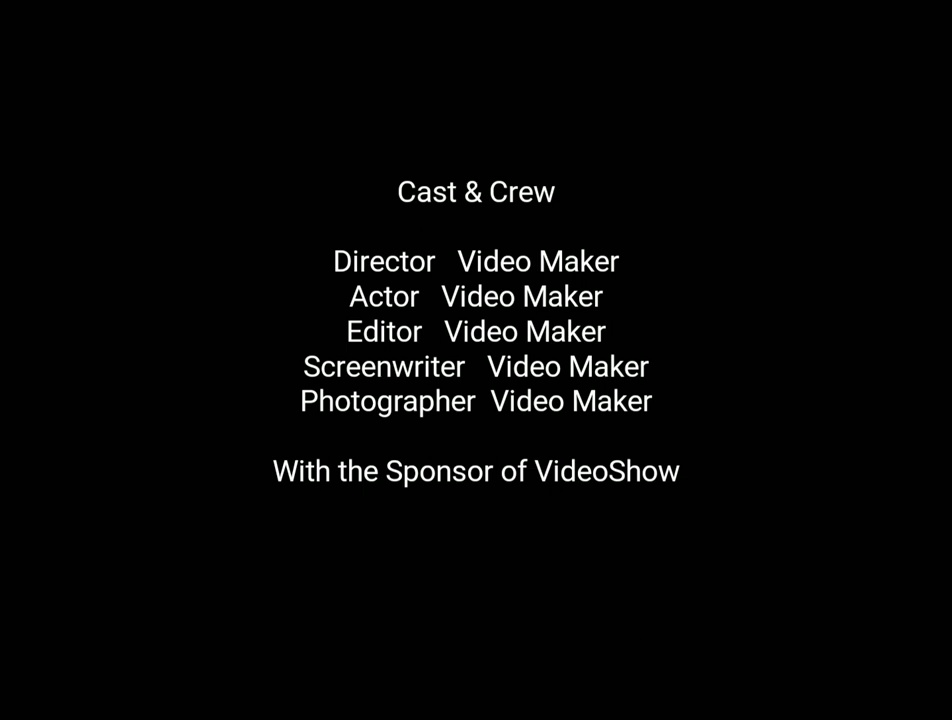 Cast & Crew
Director Video Maker
Actor Video Maker
Editor Video Maker
Screenwriter Video Maker
Photographer Video Maker
With the Sponsor of VideoShow